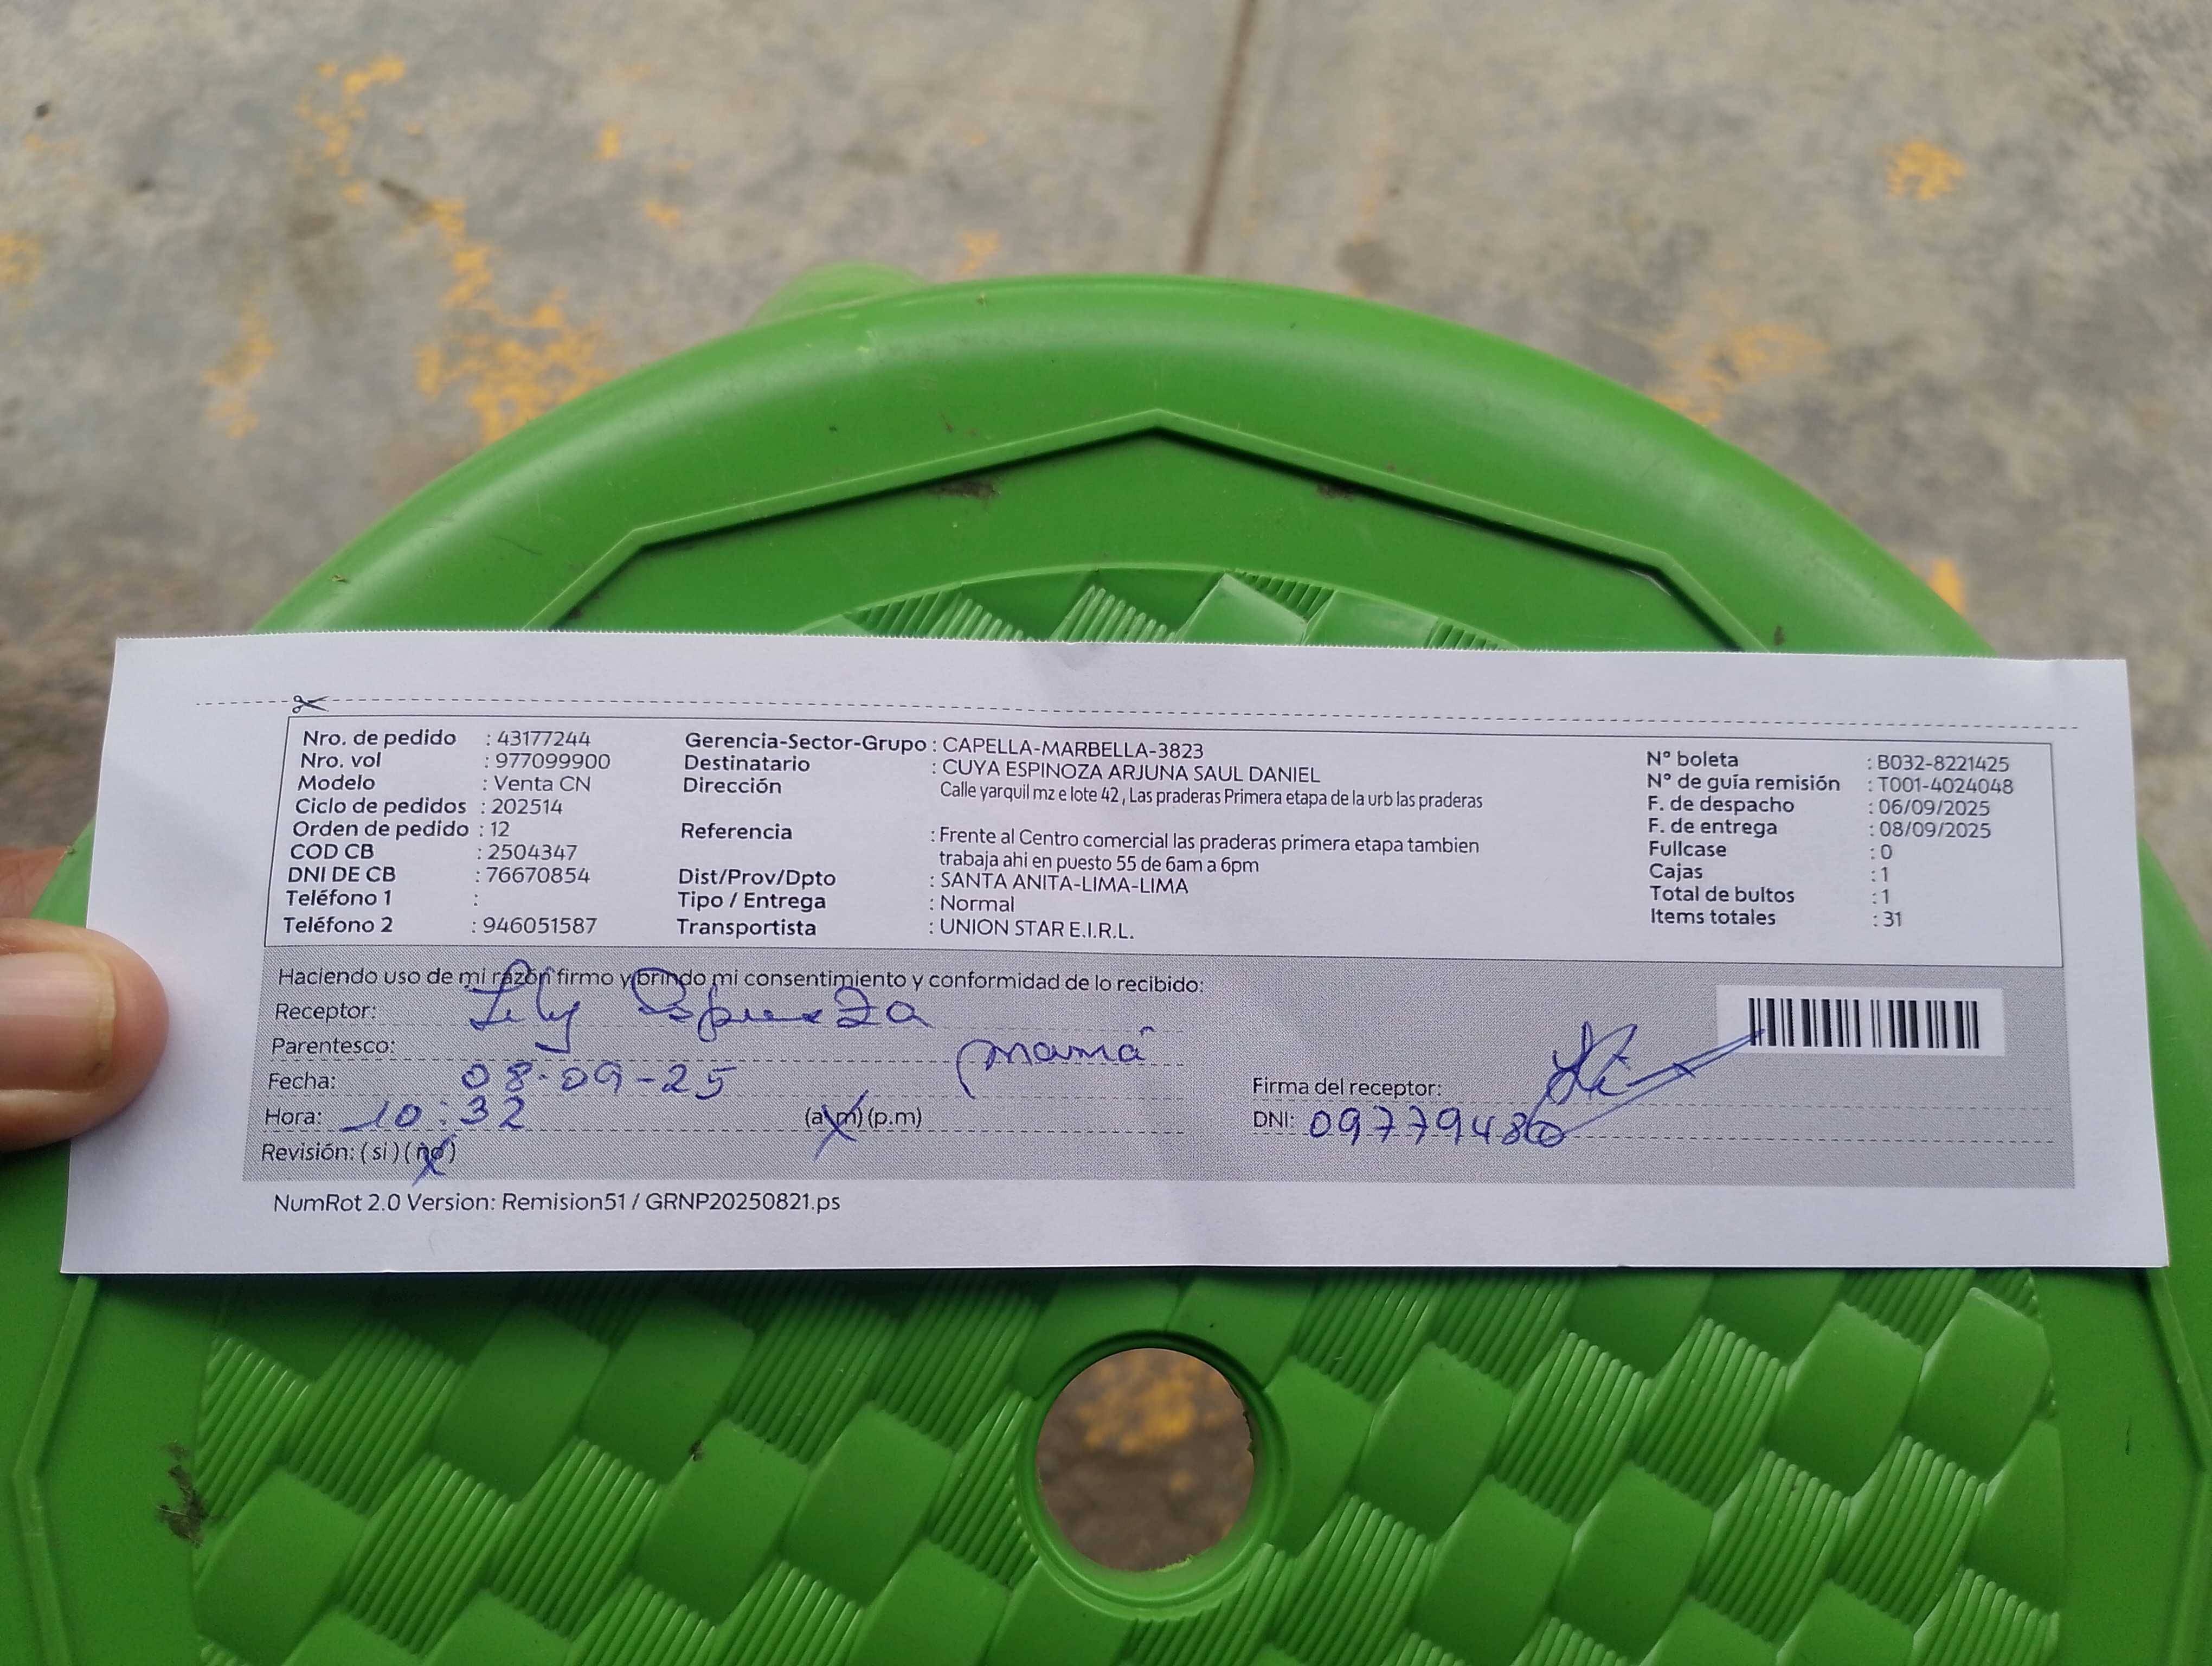 Nro. de pedido : 43177244
Nro. vol : 977099900
Modelo : Venta CN
Ciclo de pedidos : 202514
Orden de pedido : 12
COD CB : 2504347
DNI DE CB : 76670854
Teléfono 1 :
Teléfono 2 : 946051587
Gerencia-Sector-Grupo : CAPELLA-MARBELLA-3823
Destinatario : CUYA ESPINOZA ARJUNA SAUL DANIEL
Dirección Calle yarquil mz e lote 42 , Las praderas Primera etapa de la urb las praderas
Referencia : Frente al Centro comercial las praderas primera etapa tambien
trabaja ahi en puesto 55 de 6am a 6pm
Dist/Prov/Dpto : SANTA ANITA-LIMA-LIMA
Tipo / Entrega : Normal
Transportista : UNION STAR E.I.R.L.
N° boleta : B032-8221425
N° de guía remisión : T001-4024048
F. de despacho : 06/09/2025
F. de entrega : 08/09/2025
Fullcase : 0
Cajas : 1
Total de bultos : 1
Items totales : 31
Haciendo uso de mi razón firmo y brindo mi consentimiento y conformidad de lo recibido:
Receptor: Lily Espinoza
Parentesco: mamá
Fecha: 08-09-25
Hora: 10:32 (a.m) (p.m)
Revisión: ( si ) ( no )
Firma del receptor:
DNI: 09779480
NumRot 2.0 Version: Remision51 / GRNP20250821.ps